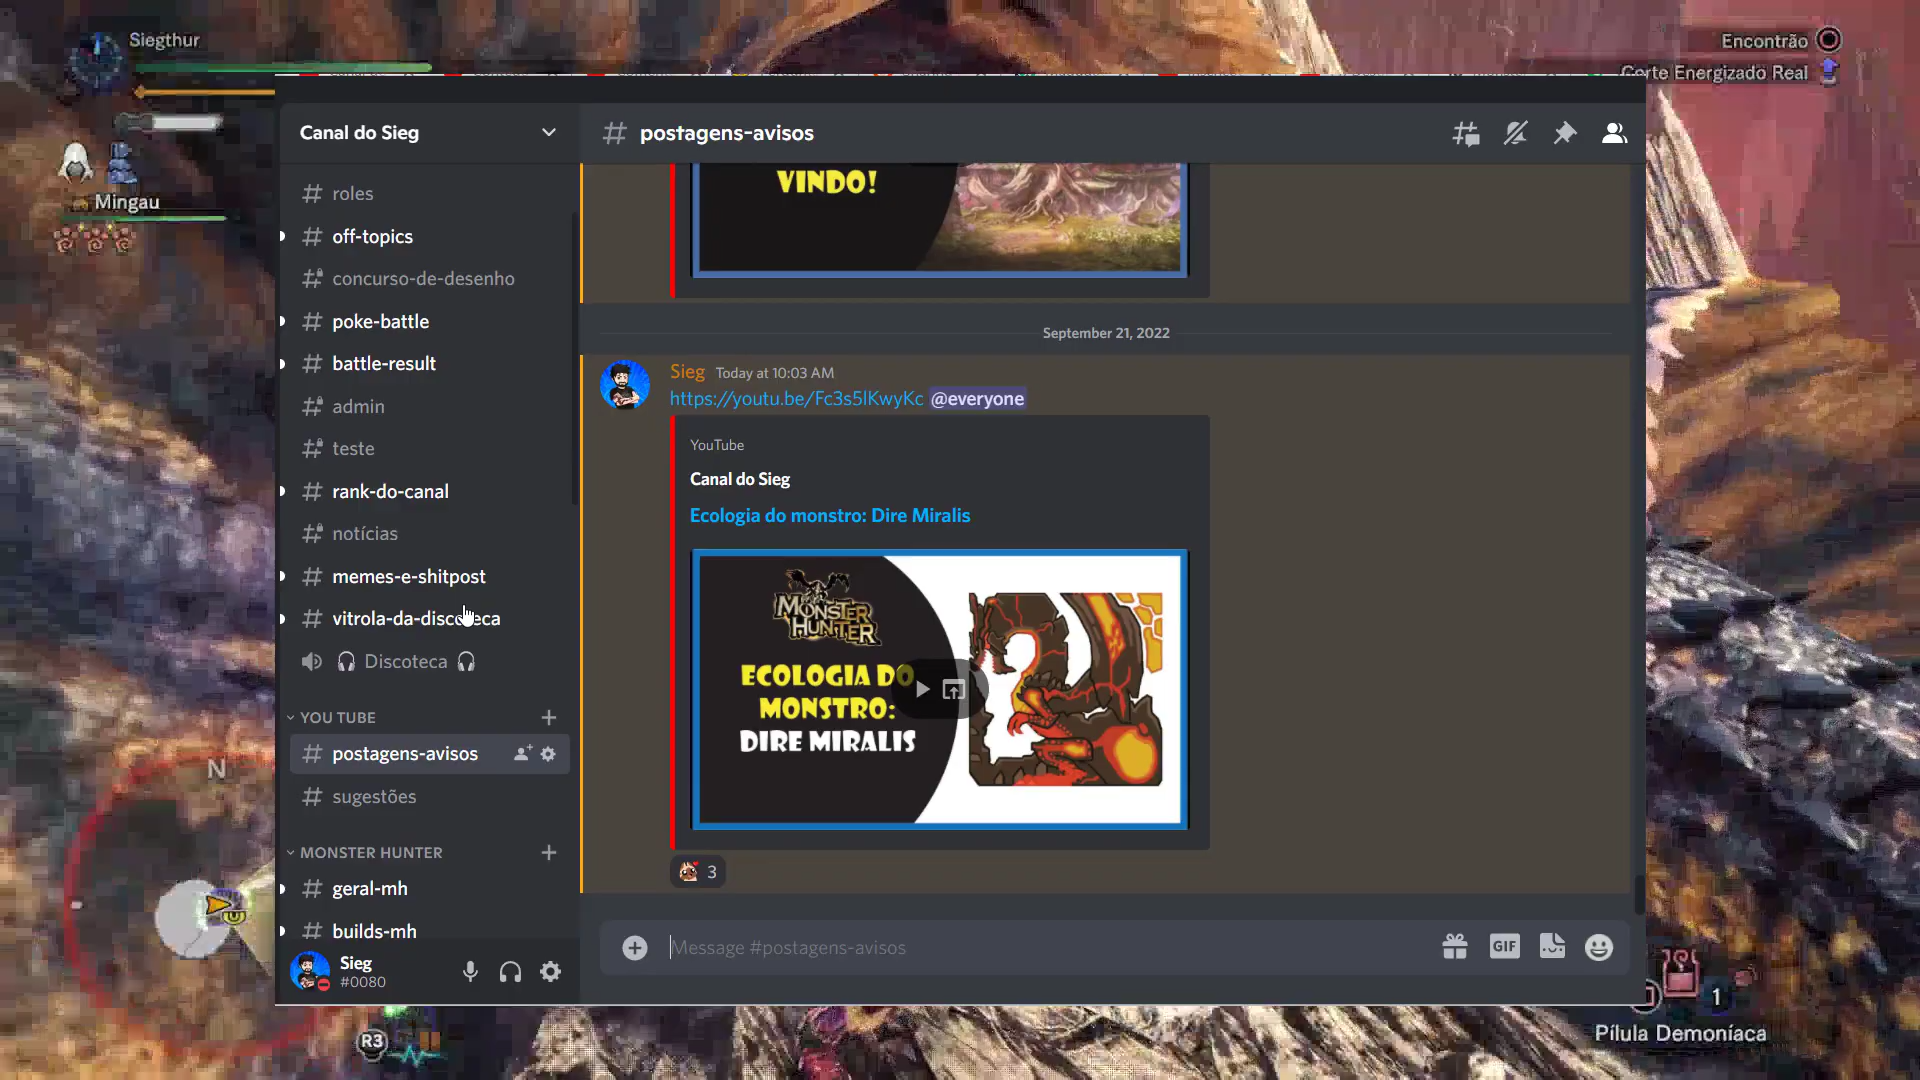 Siegthur
Mingau
Encontrão
Corte Energizado Real
Canal do Sieg
# postagens-avisos
# roles
# off-topics
# concurso-de-desenho
# poke-battle
# battle-result
# admin
# teste
# rank-do-canal
# notícias
# memes-e-shitpost
# vitrola-da-discoteca
Discoteca
YOU TUBE
# postagens-avisos
# sugestões
MONSTER HUNTER
# geral-mh
# builds-mh
Sieg
#0080
VINDO!
September 21, 2022
Sieg Today at 10:03 AM
https://youtu.be/Fc3s5lKwyKc @everyone
YouTube
Canal do Sieg
Ecologia do monstro: Dire Miralis
MONSTER
HUNTER
ECOLOGIA DO
MONSTRO:
DIRE MIRALIS
3
Message #postagens-avisos
GIF
N
R3
1
Pílula Demoníaca